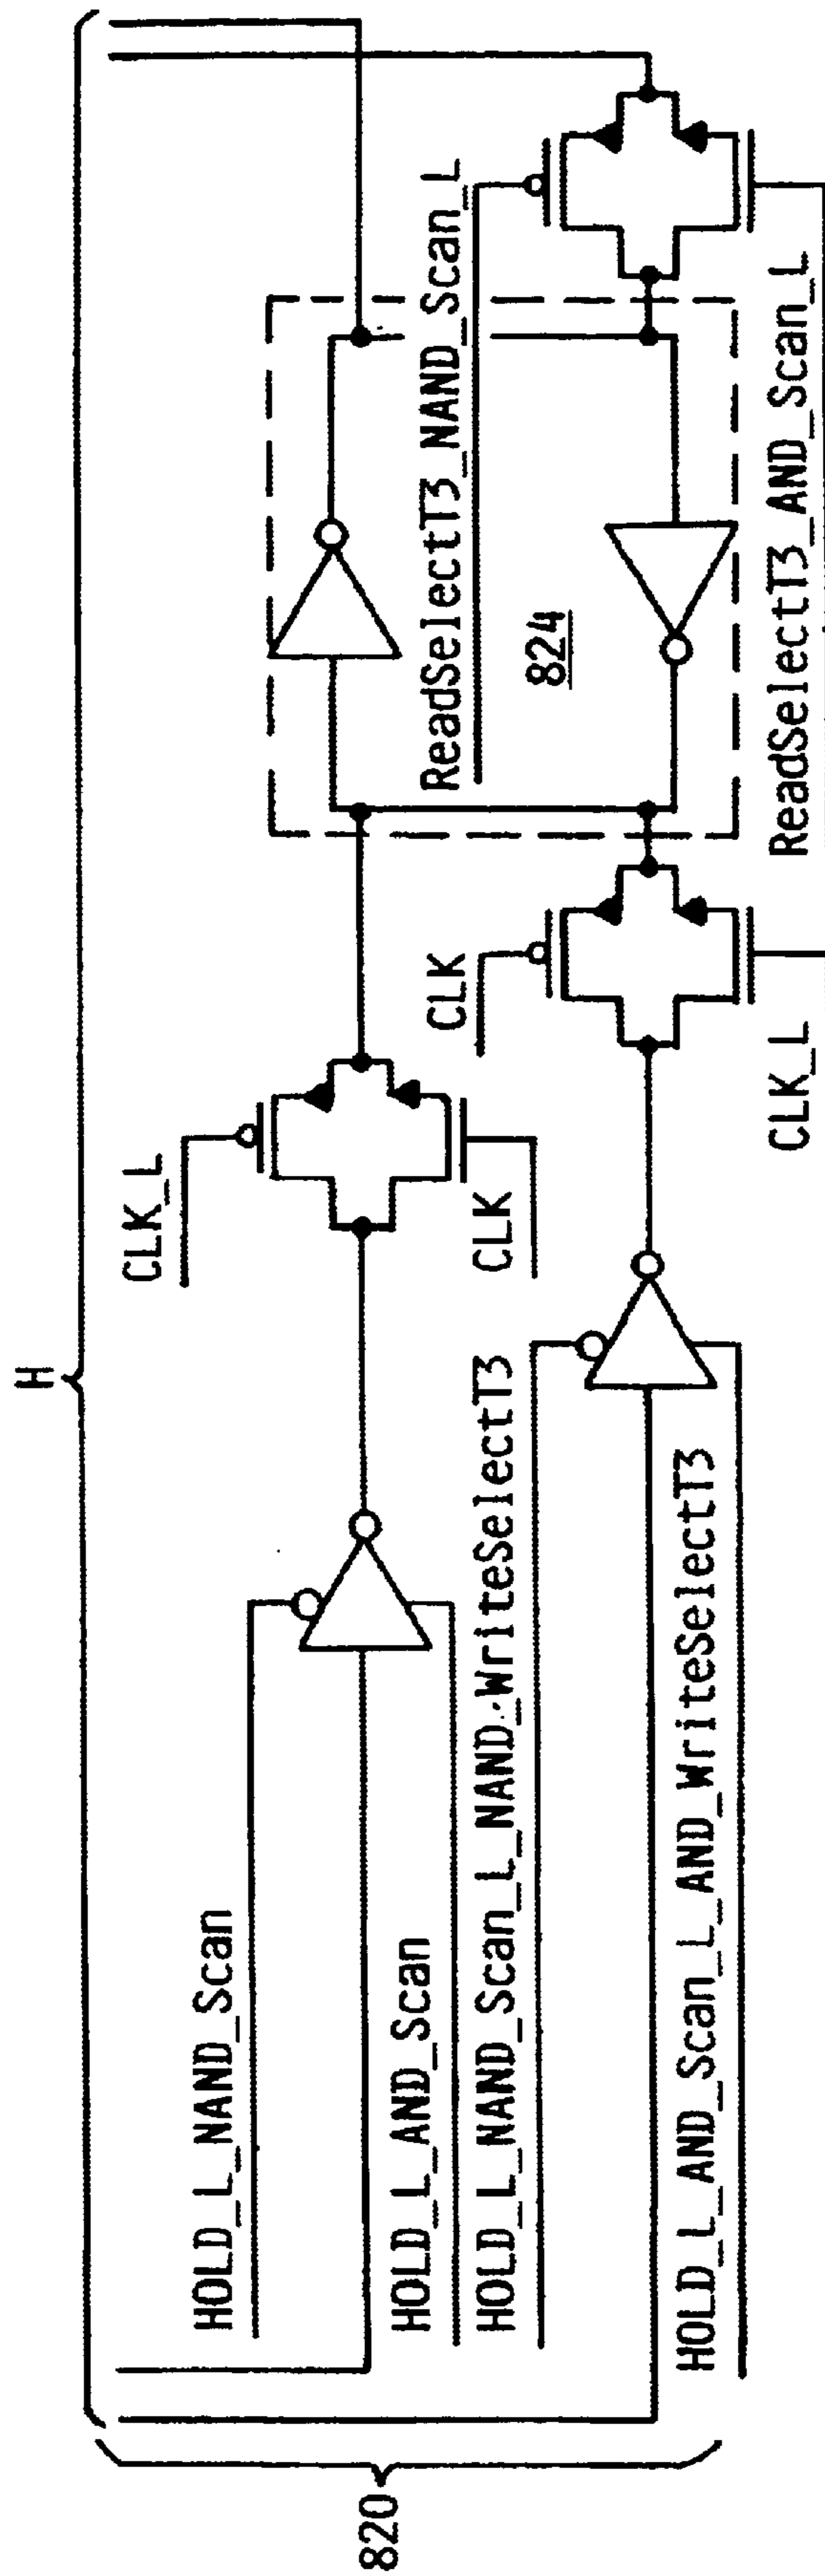 H
820
HOLD_L_NAND_Scan
HOLD_L_AND_Scan
HOLD_L_NAND_Scan_L_NAND_WriteSelectT3
HOLD_L_AND_Scan_L_AND_WriteSelectT3
CLK_L
CLK
CLK
CLK_L
824
ReadSelectT3_NAND_Scan_L
ReadSelectT3_AND_Scan_L